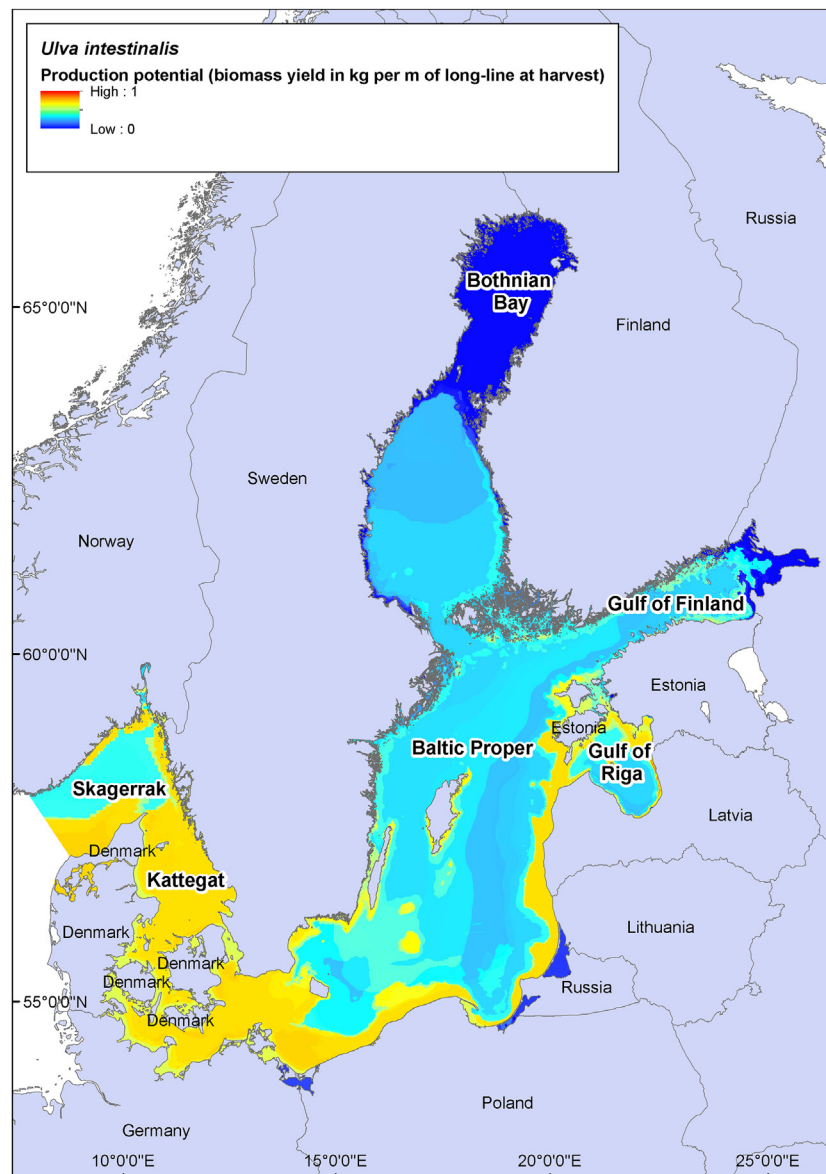 Ulva intestinalis
Production potential (biomass yield in kg per m of long-line at harvest)
High : 1
Low : 0
Russia
65°0'0"N
Bothnian
Bay
Finland
Sweden
Norway
Gulf of Finland
60°0'0"N
Estonia
Estonia
Baltic Proper
Gulf of
Riga
Skagerrak
Latvia
Denmark
Kattegat
Denmark
Lithuania
Denmark
Denmark
Russia
55°0'0"N
Denmark
Poland
Germany
10°0'0"E
15°0'0"E
20°0'0"E
25°0'0"E